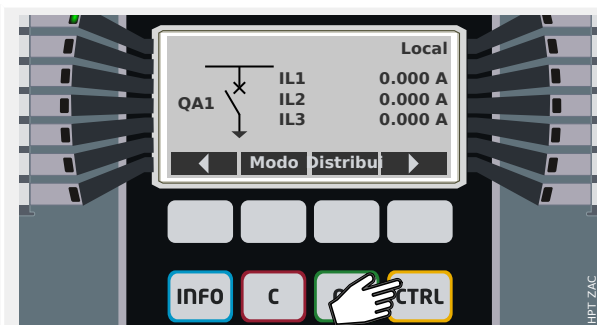 Local
IL1 0.000 A
QA1 IL2 0.000 A
IL3 0.000 A
Modo Distribui
INFO C CTRL
HPT ZAC